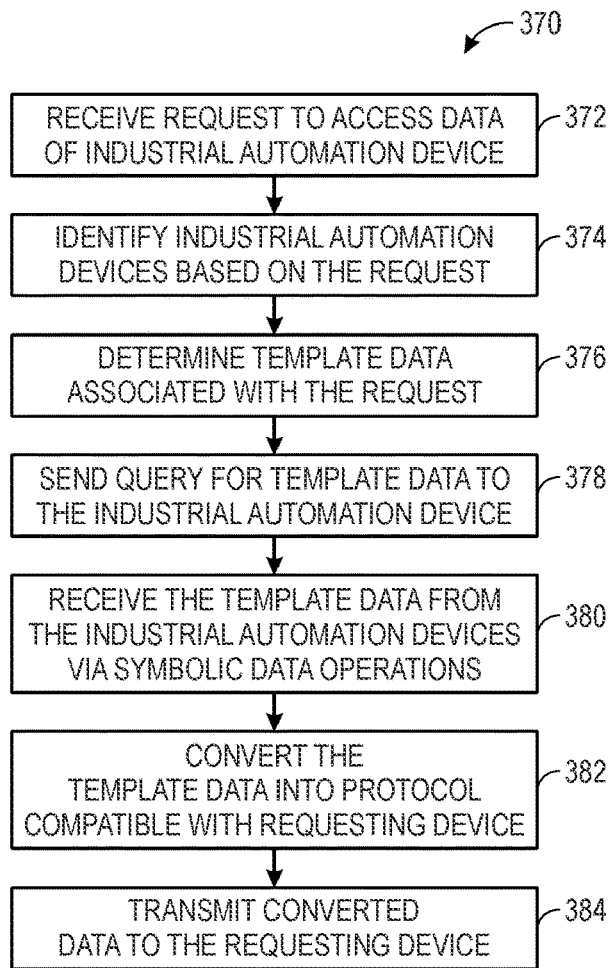 370
RECEIVE REQUEST TO ACCESS DATA
OF INDUSTRIAL AUTOMATION DEVICE
372
IDENTIFY INDUSTRIAL AUTOMATION
DEVICES BASED ON THE REQUEST
374
DETERMINE TEMPLATE DATA
ASSOCIATED WITH THE REQUEST
376
SEND QUERY FOR TEMPLATE DATA TO
THE INDUSTRIAL AUTOMATION DEVICE
378
RECEIVE THE TEMPLATE DATA FROM
THE INDUSTRIAL AUTOMATION DEVICES
VIA SYMBOLIC DATA OPERATIONS
380
CONVERT THE
TEMPLATE DATA INTO PROTOCOL
COMPATIBLE WITH REQUESTING DEVICE
382
TRANSMIT CONVERTED
DATA TO THE REQUESTING DEVICE
384